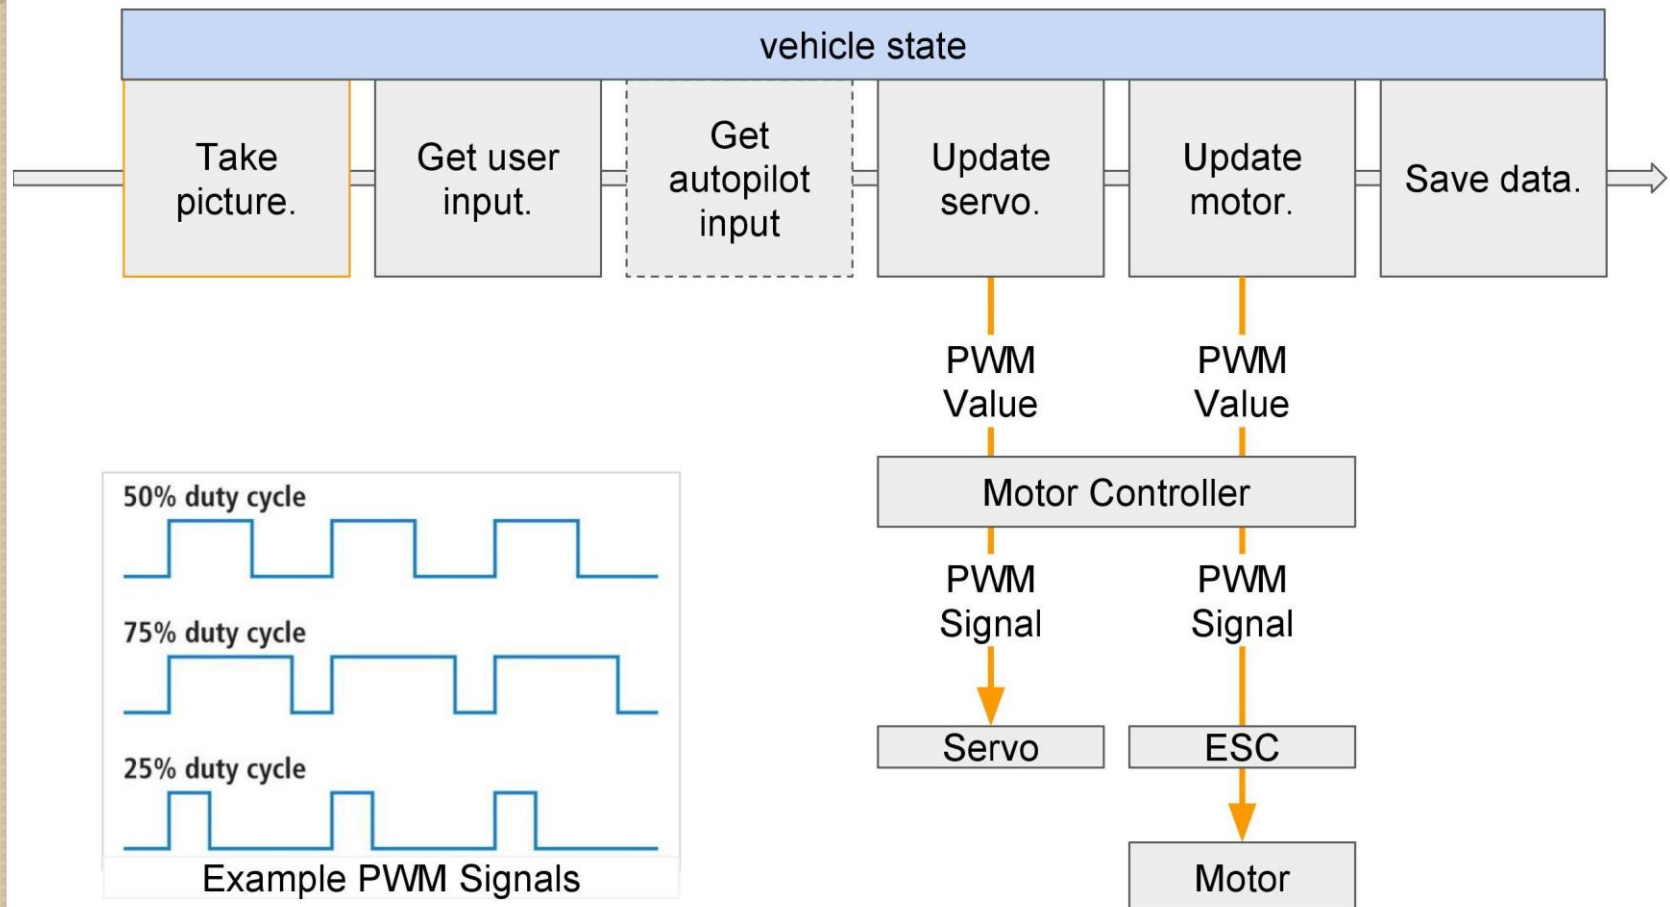 vehicle state
Take
picture.
Get user
input.
Get
autopilot
input
Update
servo.
Update
motor.
Save data.
PWM
Value
PWM
Value
Motor Controller
PWM
Signal
PWM
Signal
Servo
ESC
Motor
50% duty cycle
75% duty cycle
25% duty cycle
Example PWM Signals